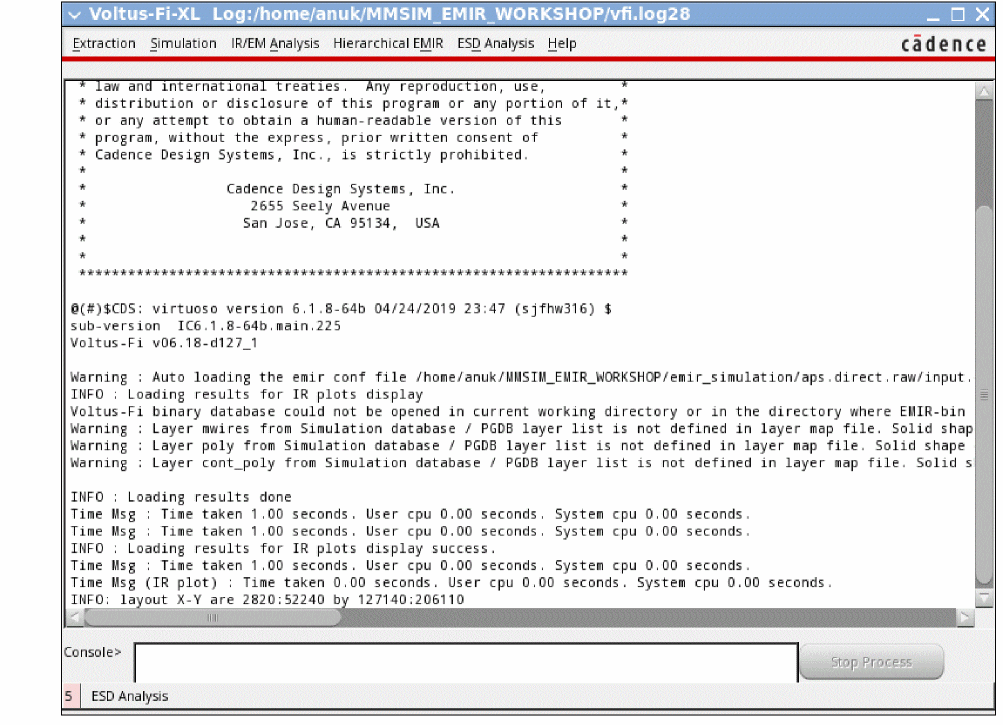 Voltus-Fi-XL Log:/home/anuk/MMSIM_EMIR_WORKSHOP/vfi.log28
Extraction Simulation IR/EM Analysis Hierarchical EMIR ESD Analysis Help
cādence
* law and international treaties. Any reproduction, use, *
* distribution or disclosure of this program or any portion of it,*
* or any attempt to obtain a human-readable version of this *
* program, without the express, prior written consent of *
* Cadence Design Systems, Inc., is strictly prohibited. *
* *
* Cadence Design Systems, Inc. *
* 2655 Seely Avenue *
* San Jose, CA 95134, USA *
* *
* *
*******************************************************************
@(#)$CDS: virtuoso version 6.1.8-64b 04/24/2019 23:47 (sjfhw316) $
sub-version IC6.1.8-64b.main.225
Voltus-Fi v06.18-d127_1
Warning : Auto loading the emir conf file /home/anuk/MMSIM_EMIR_WORKSHOP/emir_simulation/aps.direct.raw/input.
INFO : Loading results for IR plots display
Voltus-Fi binary database could not be opened in current working directory or in the directory where EMIR-bin
Warning : Layer mwires from Simulation database / PGDB layer list is not defined in layer map file. Solid shap
Warning : Layer poly from Simulation database / PGDB layer list is not defined in layer map file. Solid shape
Warning : Layer cont_poly from Simulation database / PGDB layer list is not defined in layer map file. Solid s
INFO : Loading results done
Time Msg : Time taken 1.00 seconds. User cpu 0.00 seconds. System cpu 0.00 seconds.
Time Msg : Time taken 1.00 seconds. User cpu 0.00 seconds. System cpu 0.00 seconds.
INFO : Loading results for IR plots display success.
Time Msg : Time taken 1.00 seconds. User cpu 0.00 seconds. System cpu 0.00 seconds.
Time Msg (IR plot) : Time taken 0.00 seconds. User cpu 0.00 seconds. System cpu 0.00 seconds.
INFO: layout X-Y are 2820:52240 by 127140:206110
Console>
Stop Process
5 ESD Analysis